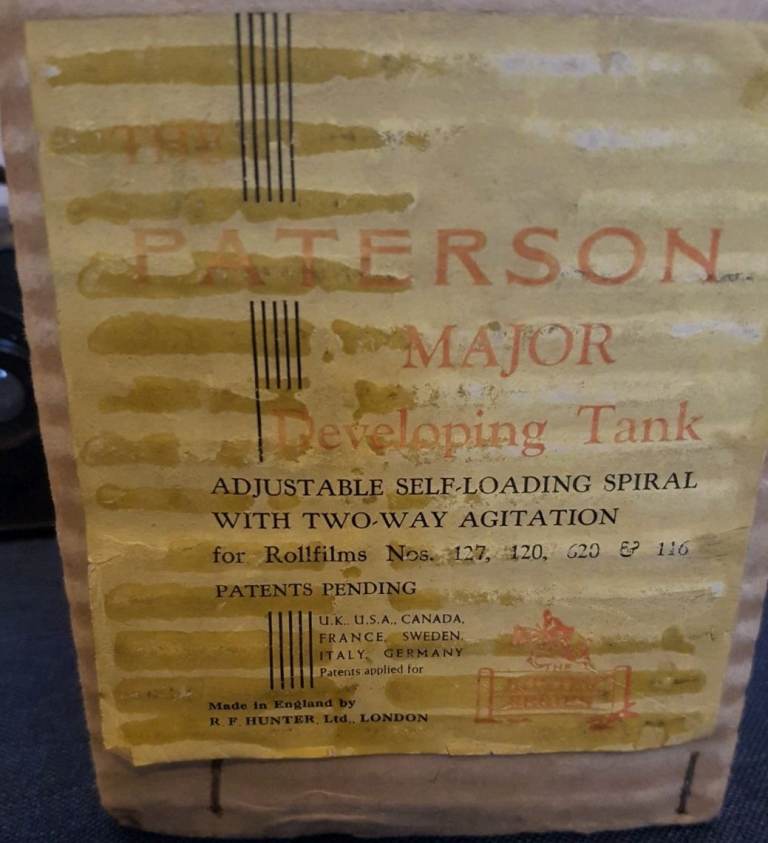 THE
PATERSON
MAJOR
Developing Tank
ADJUSTABLE SELF-LOADING SPIRAL
WITH TWO-WAY AGITATION
for Rollfilms Nos. 127, 120, 620 & 116
PATENTS PENDING
U.K., U.S.A., CANADA,
FRANCE, SWEDEN,
ITALY, GERMANY
Patents applied for
Made in England by
R. F. HUNTER, Ltd., LONDON
THE